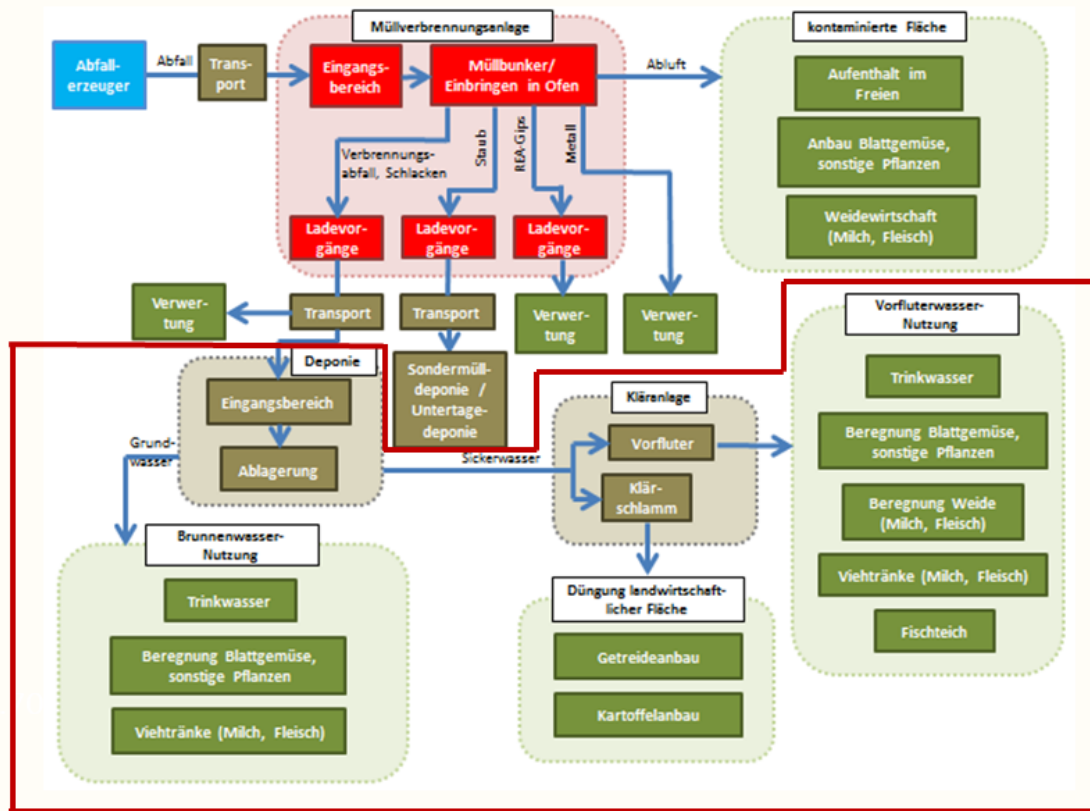 Müllverbrennungsanlage
kontaminierte Fläche
Abfall-
erzeuger
Abfall
Trans-
port
Eingangs-
bereich
Müllbunker/
Einbringen in Ofen
Abluft
Aufenthalt im
Freien
Anbau Blattgemüse,
sonstige Pflanzen
Weidewirtschaft
(Milch, Fleisch)
Verbrennungs-
abfall, Schlacken
Staub
REA-Gips
Metall
Ladevor-
gänge
Ladevor-
gänge
Ladevor-
gänge
Verwer-
tung
Transport
Transport
Verwer-
tung
Verwer-
tung
Vorfluterwasser-
Nutzung
Deponie
Eingangsbereich
Ablagerung
Sondermüll-
deponie /
Untertage-
deponie
Grund-
wasser
Sickerwasser
Kläranlage
Vorfluter
Klär-
schlamm
Trinkwasser
Beregnung Blattgemüse,
sonstige Pflanzen
Beregnung Weide
(Milch, Fleisch)
Viehtränke (Milch, Fleisch)
Fischteich
Brunnenwasser-
Nutzung
Trinkwasser
Beregnung Blattgemüse,
sonstige Pflanzen
Viehtränke (Milch, Fleisch)
Düngung landwirtschaft-
licher Fläche
Getreideanbau
Kartoffelanbau